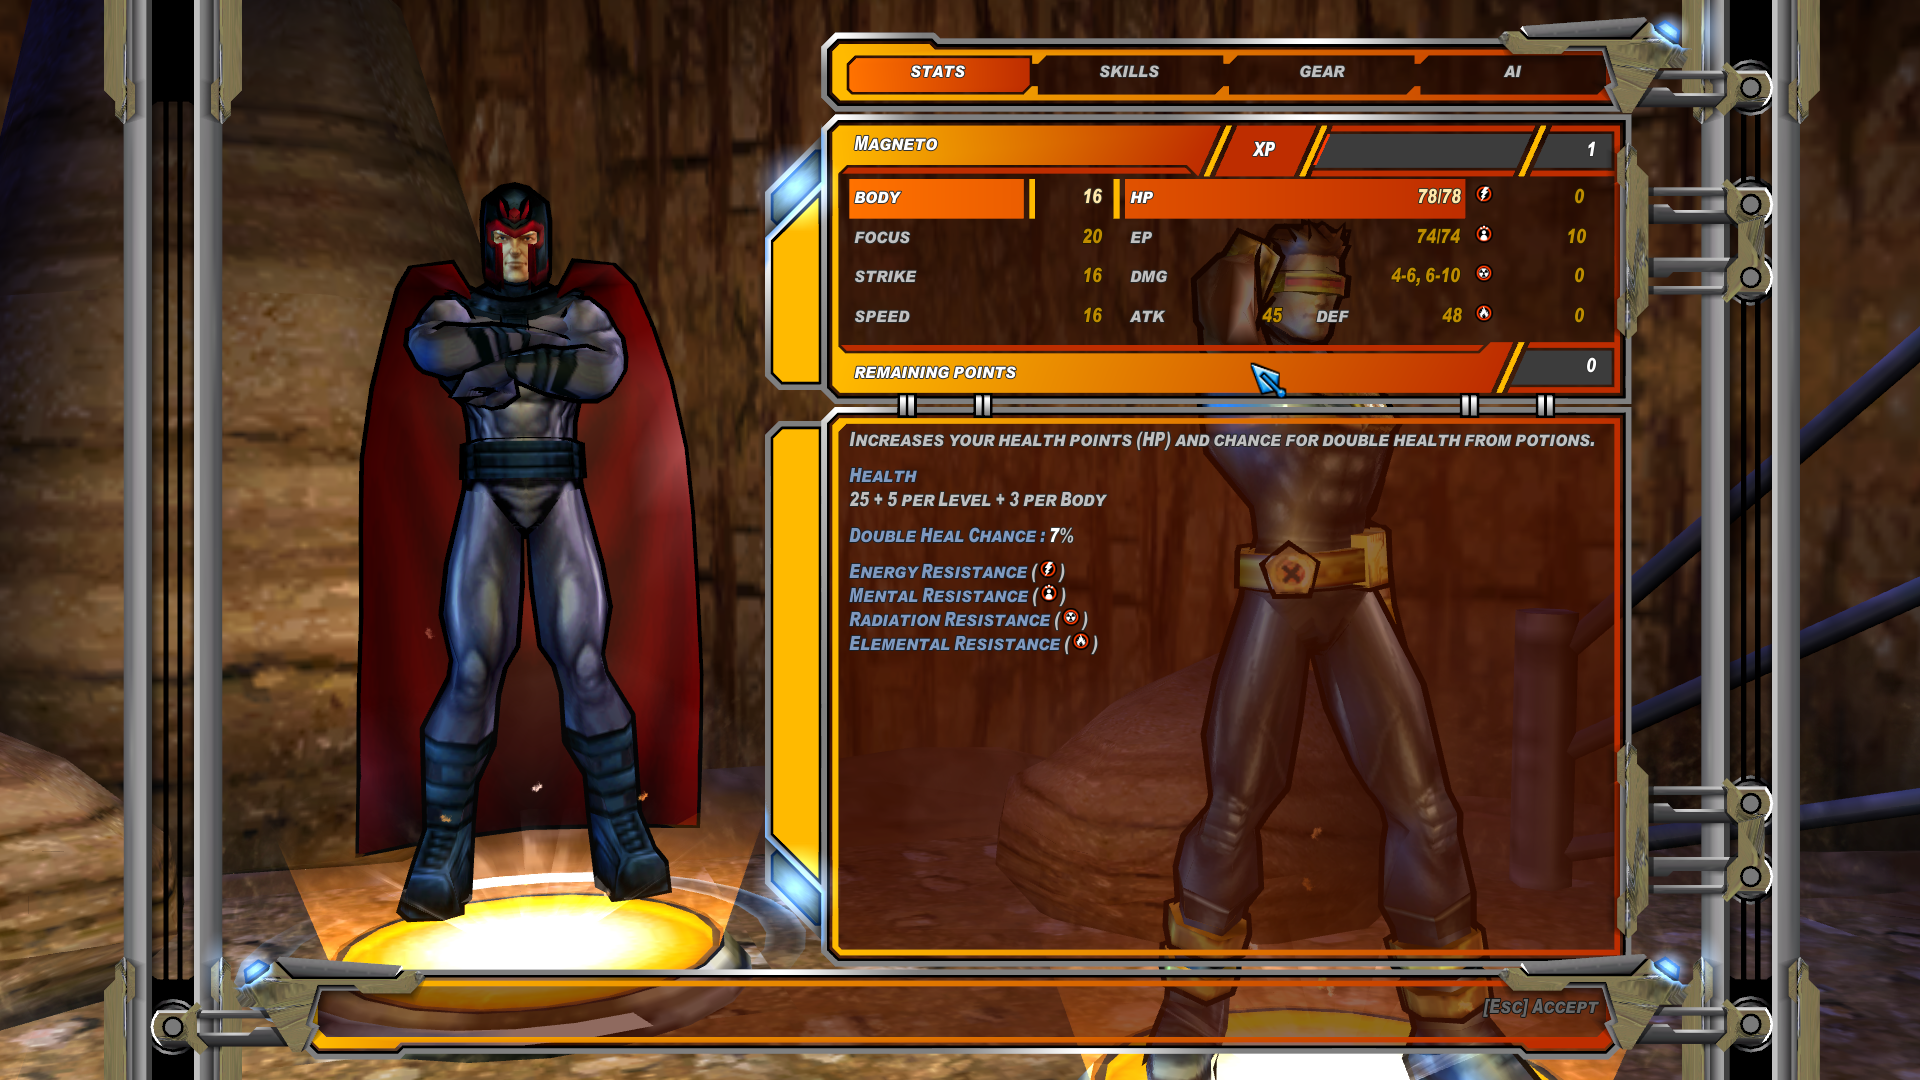 STATS SKILLS GEAR AI
MAGNETO XP 1
BODY 16 HP 78/78 0
FOCUS 20 EP 74/74 10
STRIKE 16 DMG 4-6, 6-10 0
SPEED 16 ATK 45 DEF 48 0
REMAINING POINTS 0
INCREASES YOUR HEALTH POINTS (HP) AND CHANCE FOR DOUBLE HEALTH FROM POTIONS.
HEALTH
25 + 5 PER LEVEL + 3 PER BODY
DOUBLE HEAL CHANCE : 7%
ENERGY RESISTANCE ( )
MENTAL RESISTANCE ( )
RADIATION RESISTANCE ( )
ELEMENTAL RESISTANCE ( )
[ESC] ACCEPT